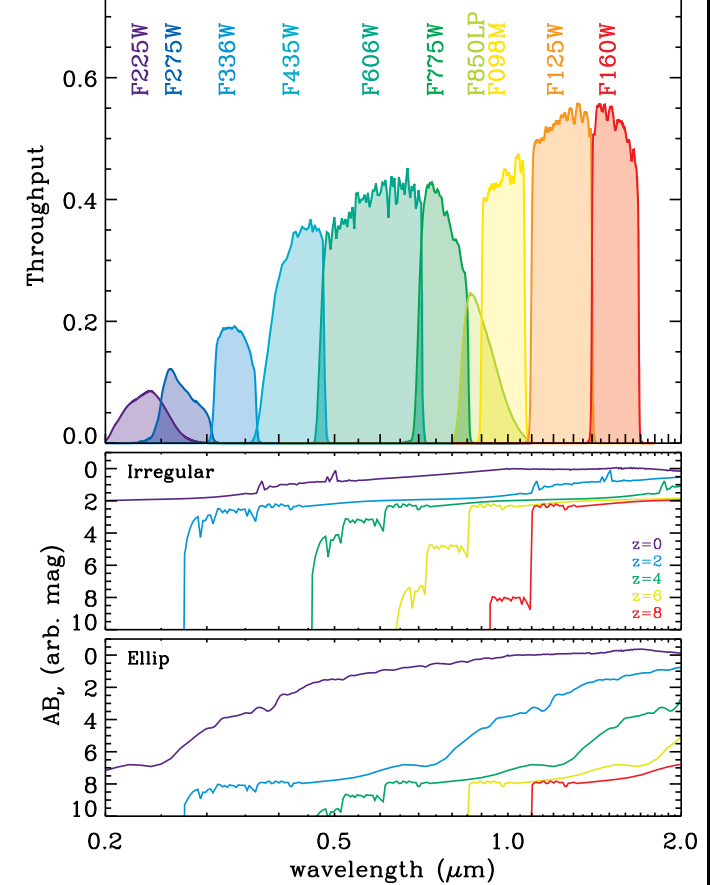 F225W
F275W
F336W
F435W
F606W
F775W
F850LP
F098M
F125W
F160W
0.6
0.4
0.2
0.0
Throughput
Irregular
0
2
4
6
8
10
z=0
z=2
z=4
z=6
z=8
ABν (arb. mag)
Ellip
0
2
4
6
8
10
0.2 0.5 1.0 2.0
wavelength (μm)